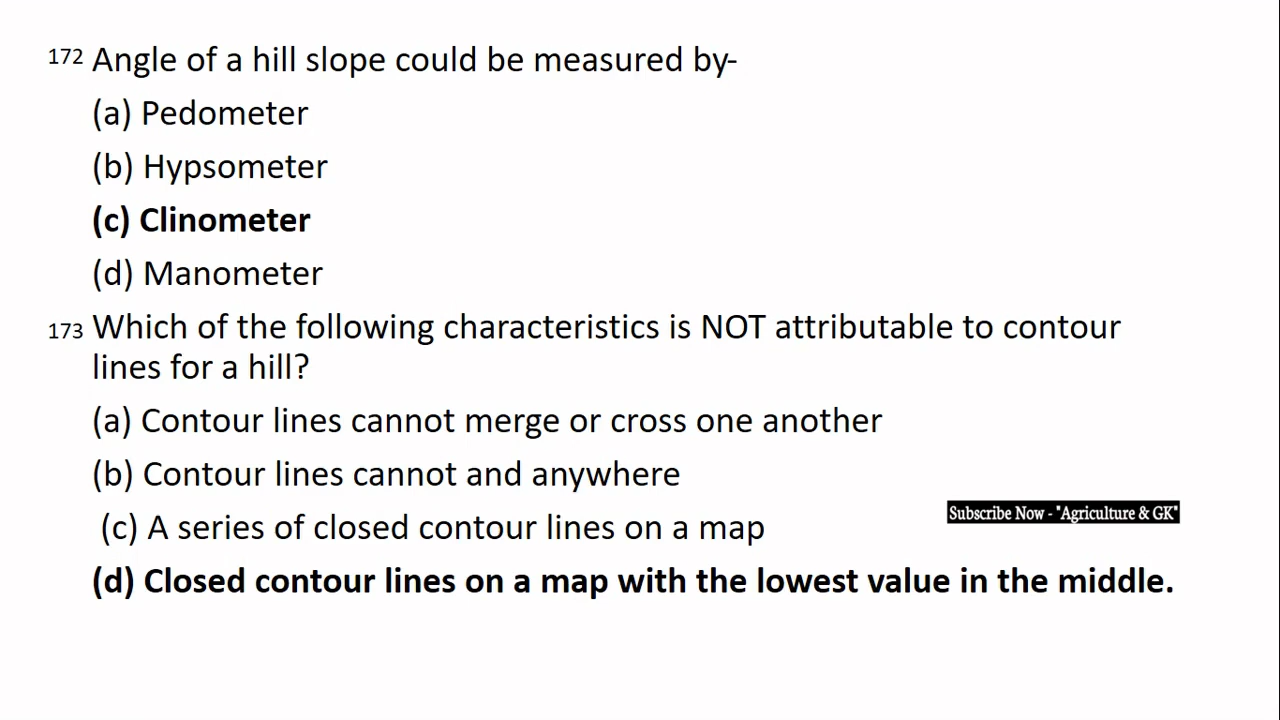 172 Angle of a hill slope could be measured by-
(a) Pedometer
(b) Hypsometer
(c) Clinometer
(d) Manometer
173 Which of the following characteristics is NOT attributable to contour
lines for a hill?
(a) Contour lines cannot merge or cross one another
(b) Contour lines cannot and anywhere
(c) A series of closed contour lines on a map
Subscribe Now - "Agriculture & GK"
(d) Closed contour lines on a map with the lowest value in the middle.